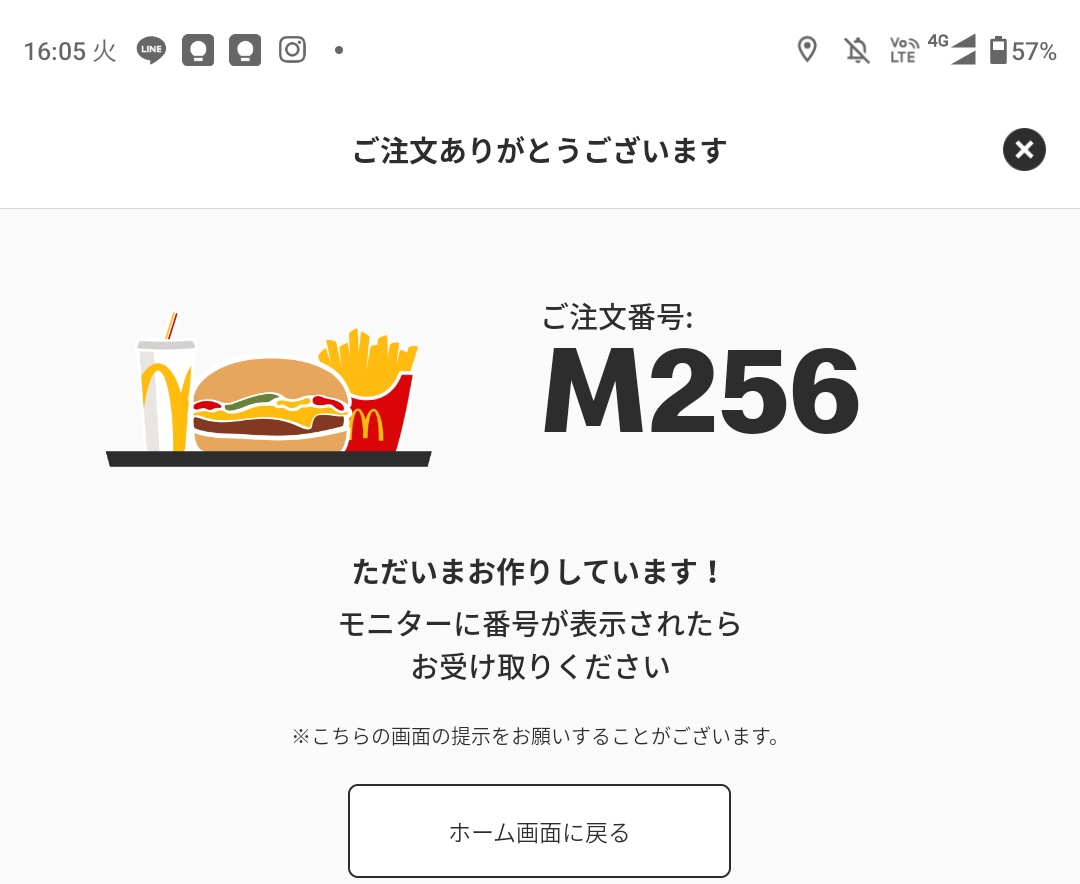 16:05 火 LINE Vo LTE 4G 57%
ご注文ありがとうございます
ご注文番号:
M256
ただいまお作りしています！
モニターに番号が表示されたら
お受け取りください
※こちらの画面の提示をお願いすることがございます。
ホーム画面に戻る